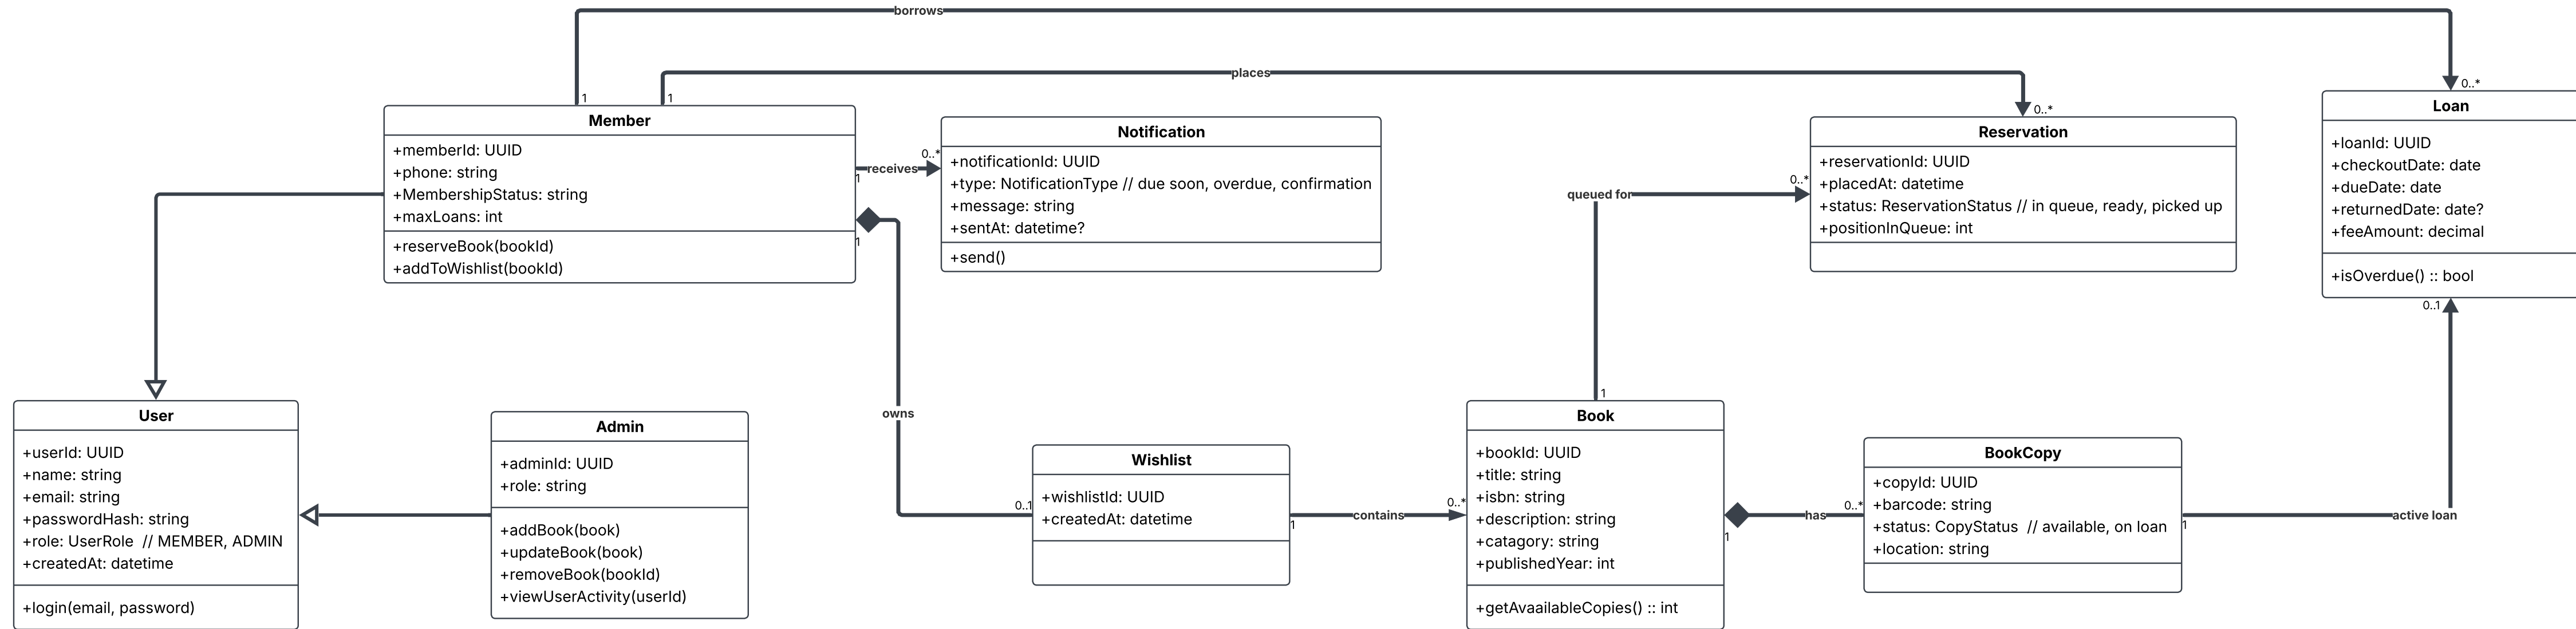 borrows
places
1
1
0..*
0..*
Member
+memberId: UUID
+phone: string
+MembershipStatus: string
+maxLoans: int
+reserveBook(bookId)
+addToWishlist(bookId)
receives
0..*
1
1
Notification
+notificationId: UUID
+type: NotificationType // due soon, overdue, confirmation
+message: string
+sentAt: datetime?
+send()
queued for
0..*
1
Reservation
+reservationId: UUID
+placedAt: datetime
+status: ReservationStatus // in queue, ready, picked up
+positionInQueue: int
Loan
+loanId: UUID
+checkoutDate: date
+dueDate: date
+returnedDate: date?
+feeAmount: decimal
+isOverdue() :: bool
0..1
User
+userId: UUID
+name: string
+email: string
+passwordHash: string
+role: UserRole  // MEMBER, ADMIN
+createdAt: datetime
+login(email, password)
Admin
+adminId: UUID
+role: string
+addBook(book)
+updateBook(book)
+removeBook(bookId)
+viewUserActivity(userId)
owns
0..1
Wishlist
+wishlistId: UUID
+createdAt: datetime
1
contains
0..*
Book
+bookId: UUID
+title: string
+isbn: string
+description: string
+catagory: string
+publishedYear: int
+getAvaailableCopies() :: int
1
has
0..*
BookCopy
+copyId: UUID
+barcode: string
+status: CopyStatus  // available, on loan
+location: string
1
active loan